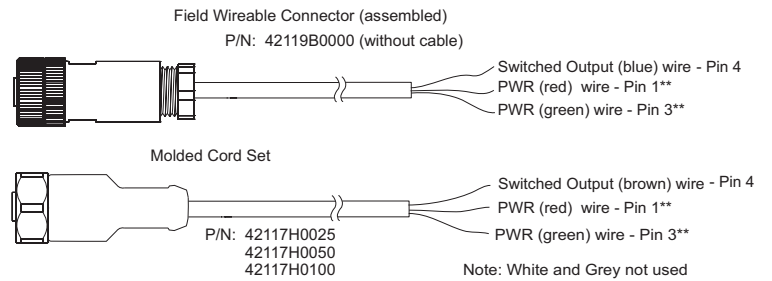 Field Wireable Connector (assembled)
P/N: 42119B0000 (without cable)
Switched Output (blue) wire - Pin 4
PWR (red) wire - Pin 1**
PWR (green) wire - Pin 3**
Molded Cord Set
Switched Output (brown) wire - Pin 4
PWR (red) wire - Pin 1**
PWR (green) wire - Pin 3**
P/N: 42117H0025
42117H0050
42117H0100
Note: White and Grey not used